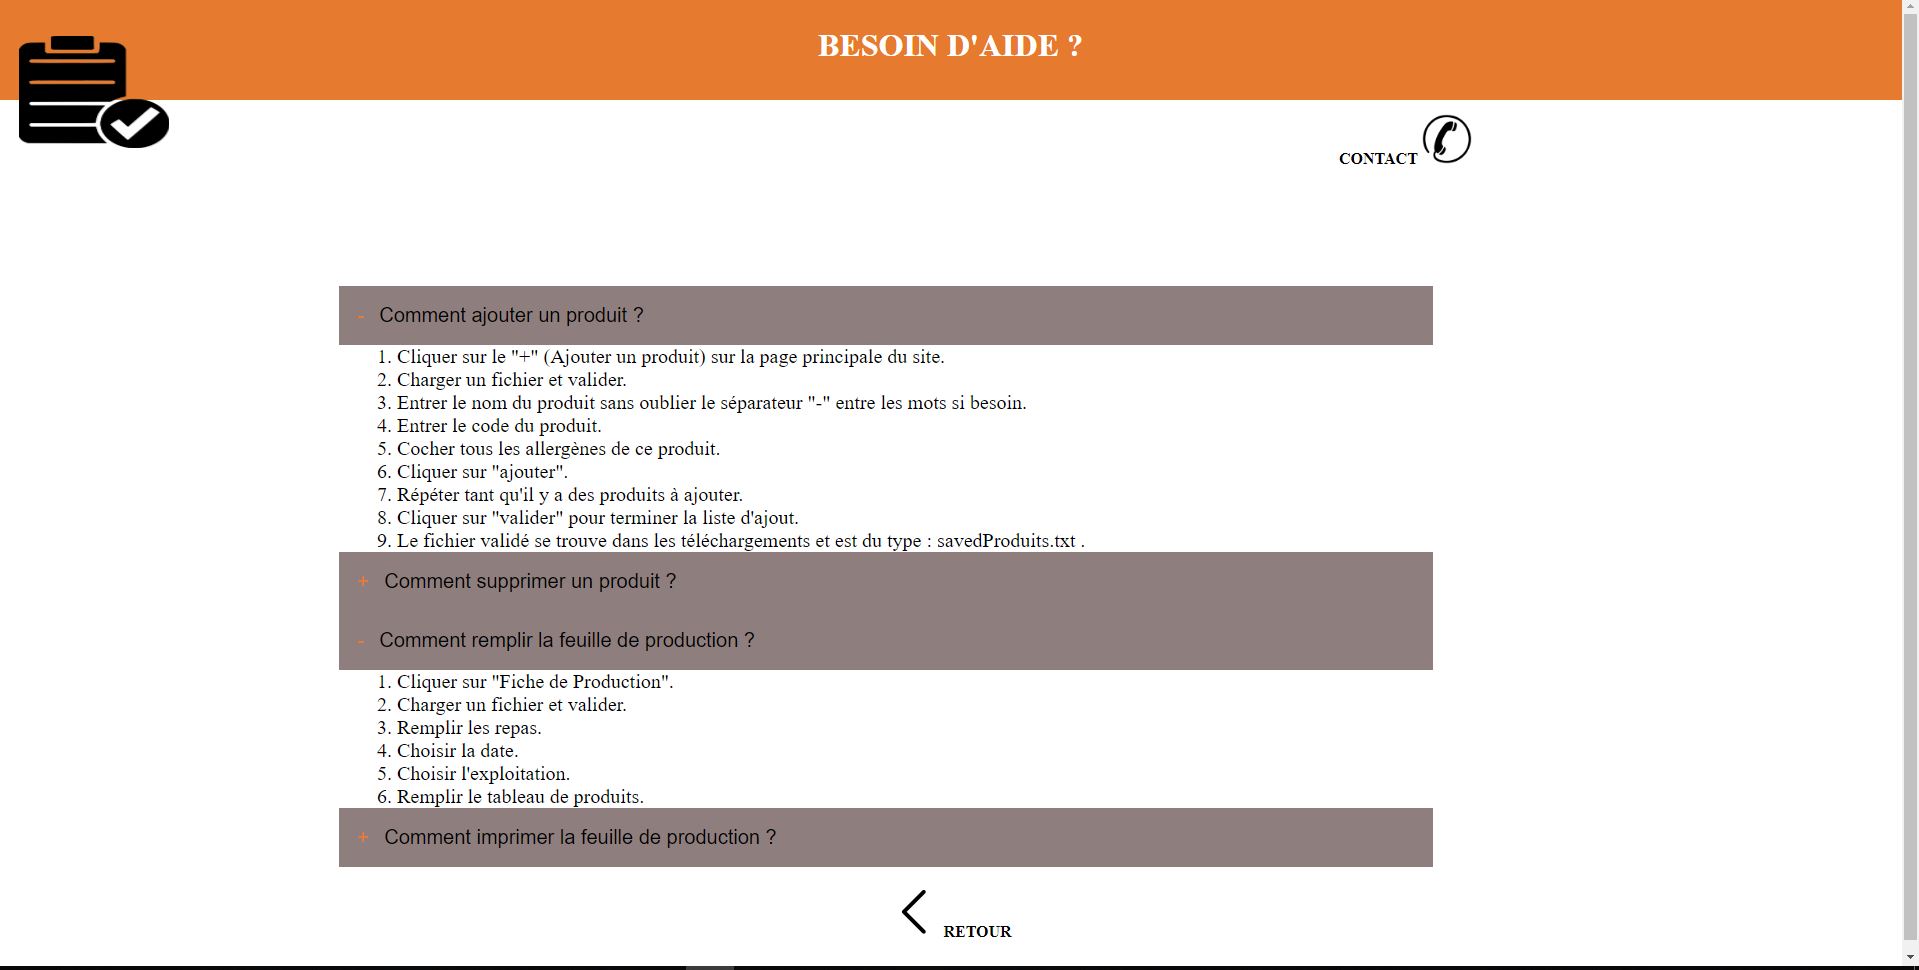 BESOIN D'AIDE ?
CONTACT
- Comment ajouter un produit ?
1. Cliquer sur le "+" (Ajouter un produit) sur la page principale du site.
2. Charger un fichier et valider.
3. Entrer le nom du produit sans oublier le séparateur "-" entre les mots si besoin.
4. Entrer le code du produit.
5. Cocher tous les allergènes de ce produit.
6. Cliquer sur "ajouter".
7. Répéter tant qu'il y a des produits à ajouter.
8. Cliquer sur "valider" pour terminer la liste d'ajout.
9. Le fichier validé se trouve dans les téléchargements et est du type : savedProduits.txt .
+ Comment supprimer un produit ?
- Comment remplir la feuille de production ?
1. Cliquer sur "Fiche de Production".
2. Charger un fichier et valider.
3. Remplir les repas.
4. Choisir la date.
5. Choisir l'exploitation.
6. Remplir le tableau de produits.
+ Comment imprimer la feuille de production ?
RETOUR